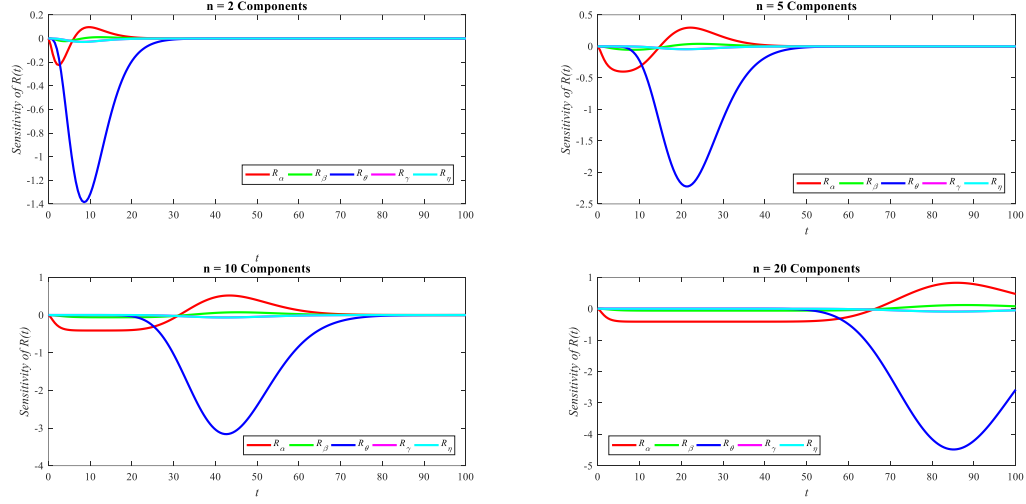 n = 2 Components
Sensitivity of R(t)
0.2
0
-0.2
-0.4
-0.6
-0.8
-1
-1.2
-1.4
R_α R_β R_θ R_γ R_η
0 10 20 30 40 50 60 70 80 90 100
t
n = 5 Components
Sensitivity of R(t)
0.5
0
-0.5
-1
-1.5
-2
-2.5
R_α R_β R_θ R_γ R_η
0 10 20 30 40 50 60 70 80 90 100
t
n = 10 Components
Sensitivity of R(t)
1
0
-1
-2
-3
-4
R_α R_β R_θ R_γ R_η
0 10 20 30 40 50 60 70 80 90 100
t
n = 20 Components
Sensitivity of R(t)
1
0
-1
-2
-3
-4
-5
R_α R_β R_θ R_γ R_η
0 10 20 30 40 50 60 70 80 90 100
t